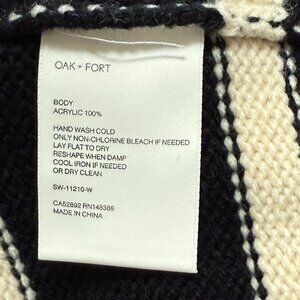 OAK + FORT
BODY
ACRYLIC 100%
HAND WASH COLD
ONLY NON-CHLORINE BLEACH IF NEEDED
LAY FLAT TO DRY
RESHAPE WHEN DAMP
COOL IRON IF NEEDED
OR DRY CLEAN
SW-11210-W
CA52892 RN148388
MADE IN CHINA